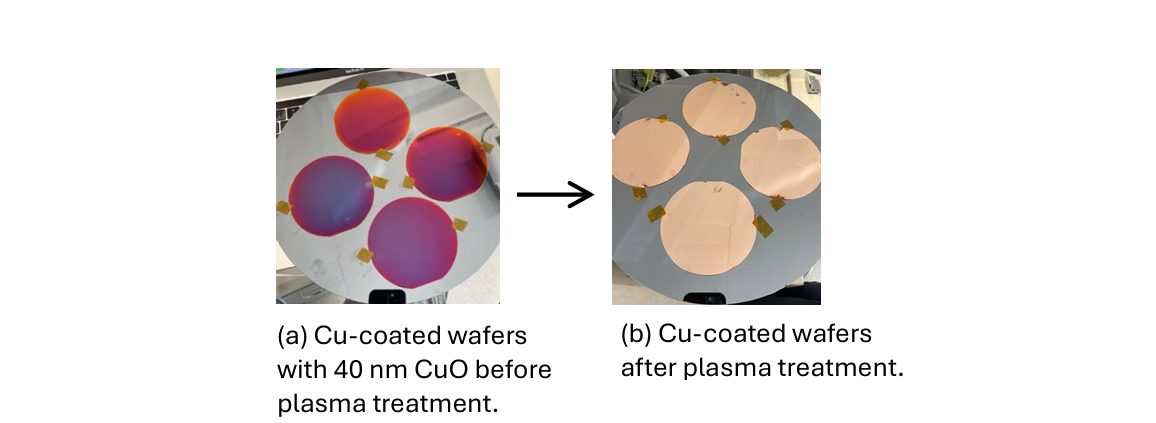 (a) Cu-coated wafers
with 40 nm CuO before
plasma treatment.
(b) Cu-coated wafers
after plasma treatment.